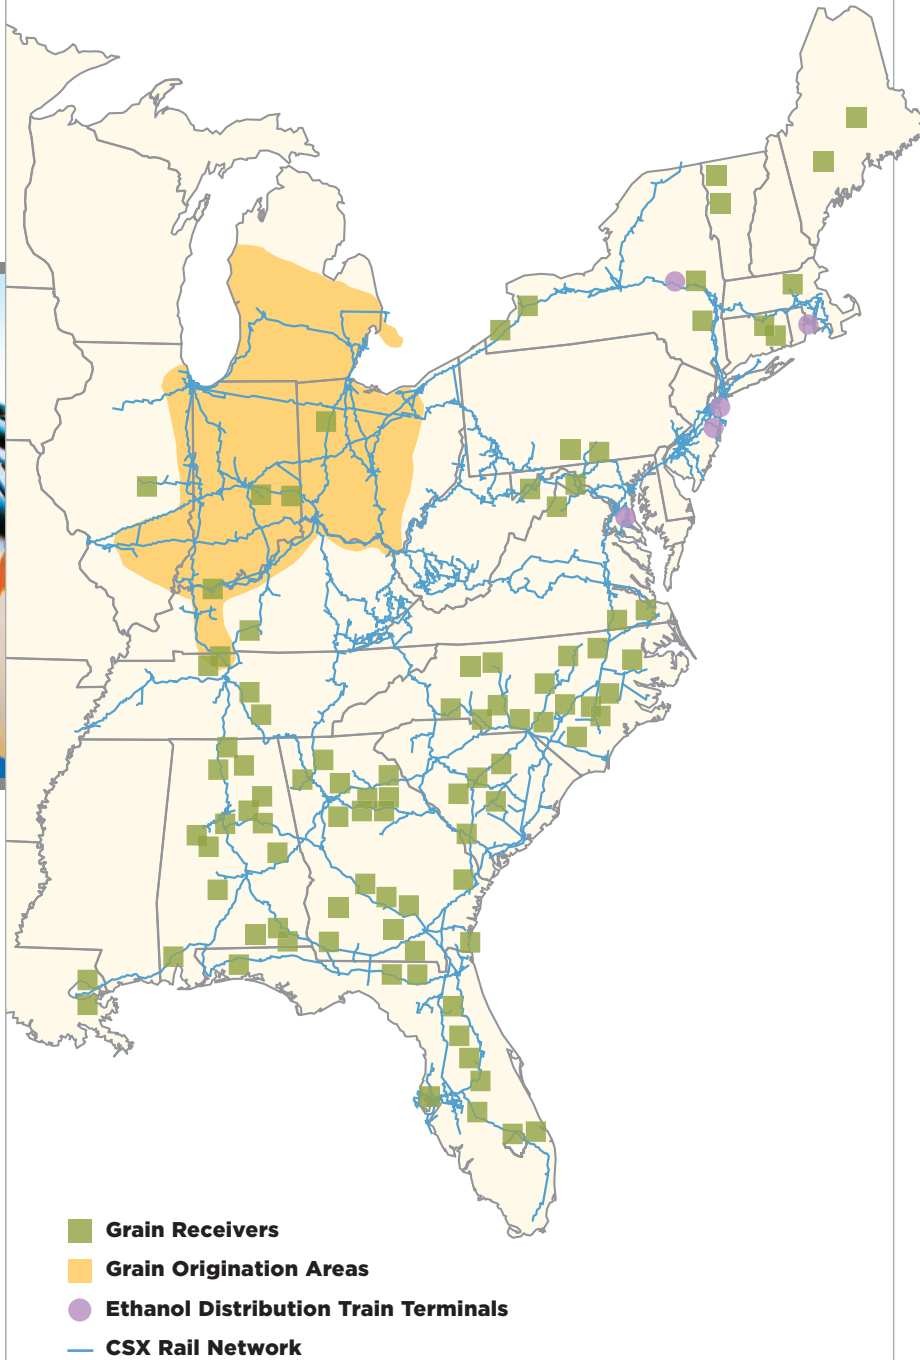 Grain Receivers
Grain Origination Areas
Ethanol Distribution Train Terminals
CSX Rail Network